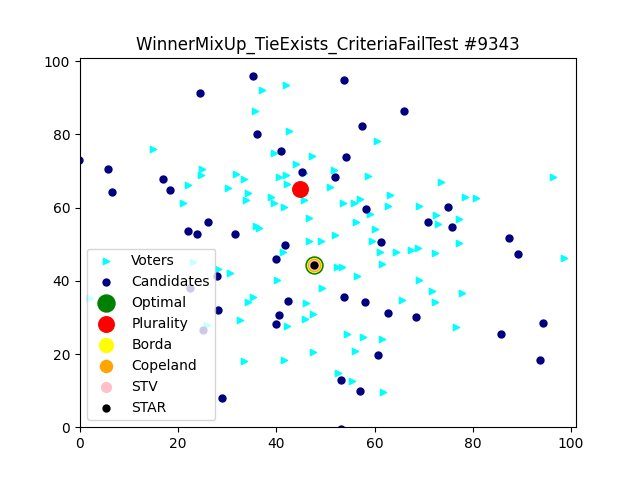 WinnerMixUp_TieExists_CriteriaFailTest #9343
100
80
60
40
20
0
Voters
Candidates
Optimal
Plurality
Borda
Copeland
STV
STAR
0 20 40 60 80 100